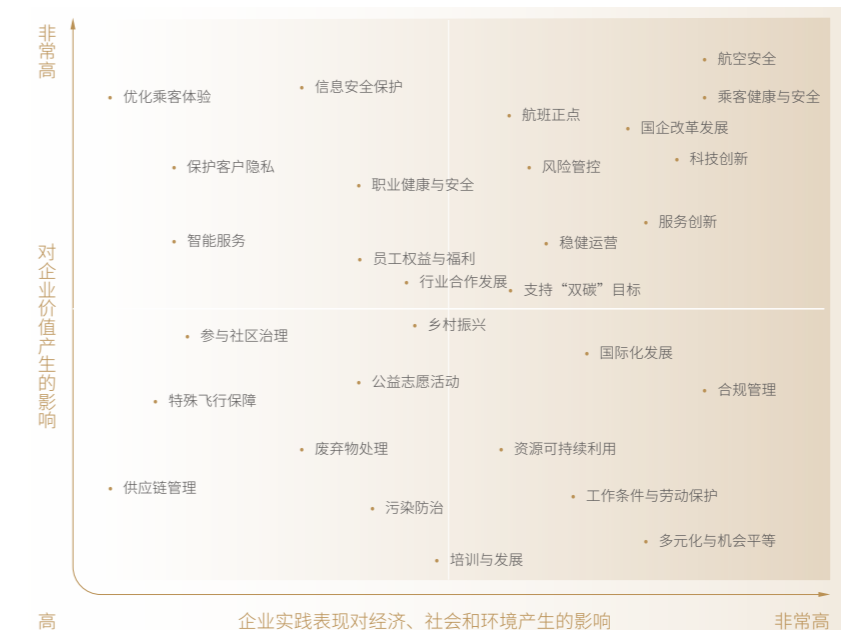 非常高
航空安全
信息安全保护
优化乘客体验
乘客健康与安全
航班正点
国企改革发展
科技创新
保护客户隐私
风险管控
职业健康与安全
服务创新
智能服务
稳健运营
员工权益与福利
行业合作发展
支持“双碳”目标
对企业价值产生的影响
乡村振兴
参与社区治理
国际化发展
公益志愿活动
合规管理
特殊飞行保障
废弃物处理
资源可持续利用
供应链管理
工作条件与劳动保护
污染防治
多元化与机会平等
培训与发展
高
企业实践表现对经济、社会和环境产生的影响
非常高